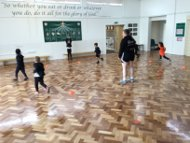 So whether you eat or drink or whatever
you do, do it all for the glory of God.